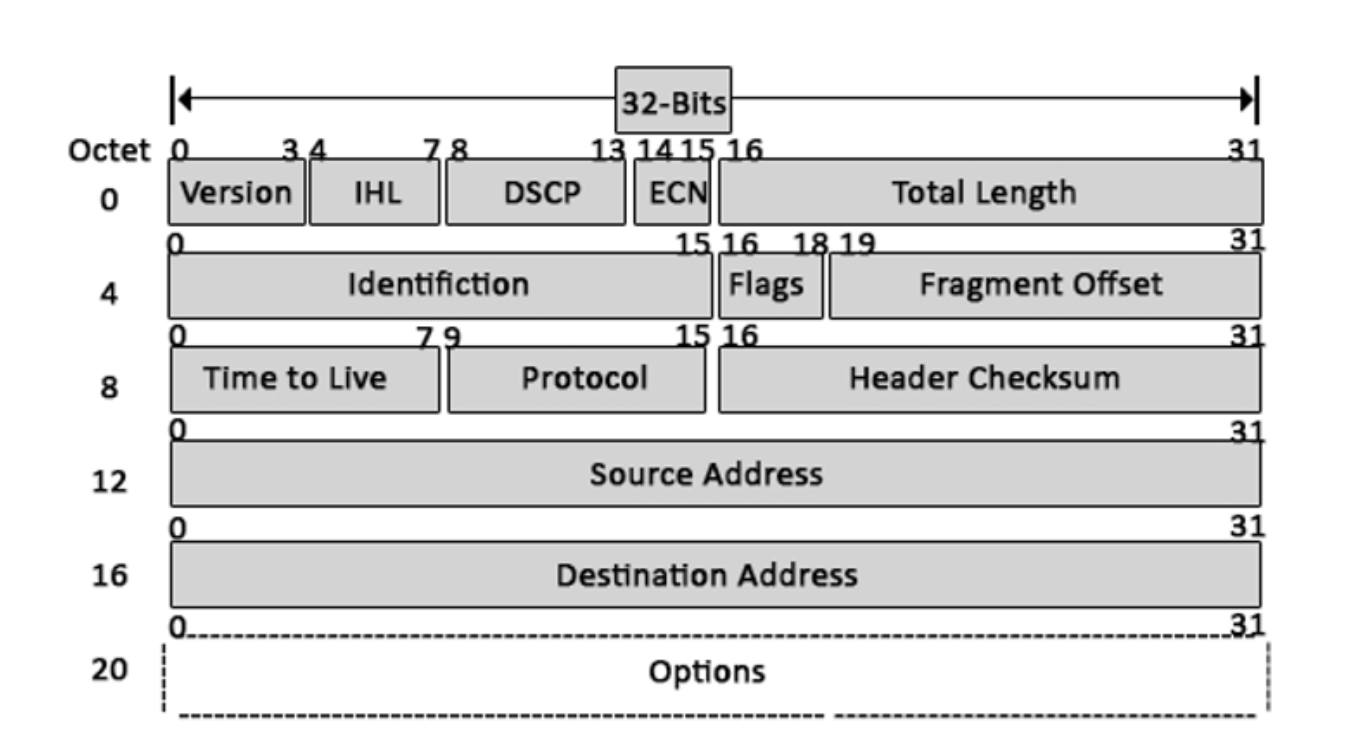 32-Bits
Octet 0 3 4 7 8 13 14 15 16 31
0 Version IHL DSCP ECN Total Length
0 15 16 18 19 31
4 Identifiction Flags Fragment Offset
0 7 9 15 16 31
8 Time to Live Protocol Header Checksum
0 31
12 Source Address
0 31
16 Destination Address
0 31
20 Options